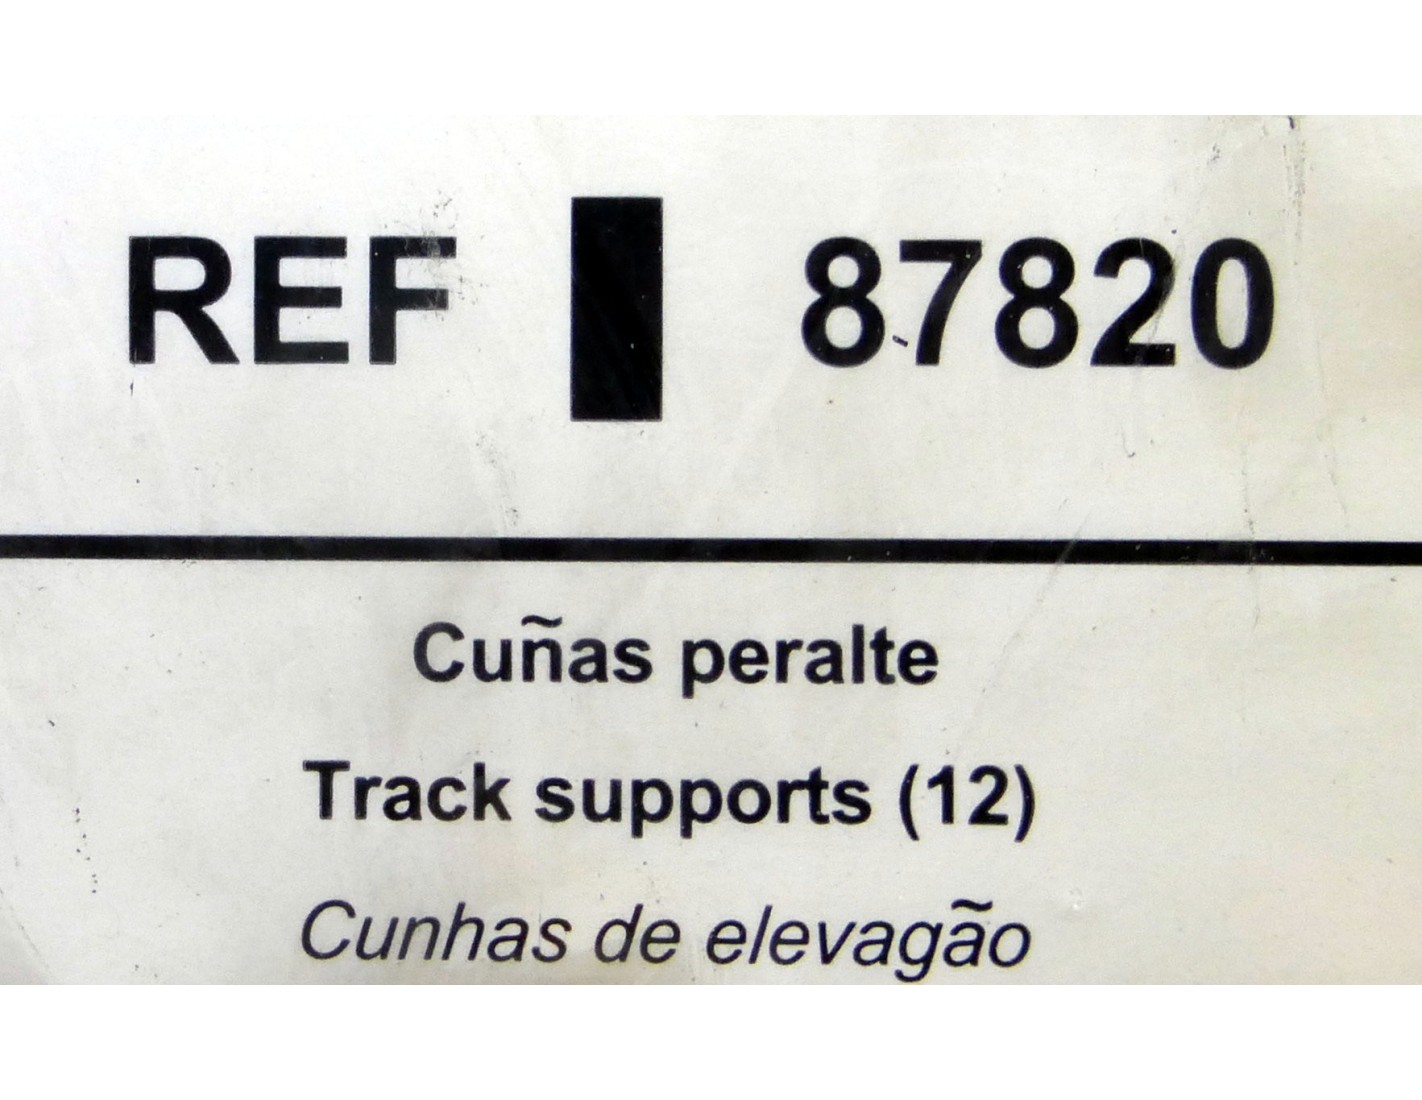 REF 87820
Cuñas peralte
Track supports (12)
Cunhas de elevagão